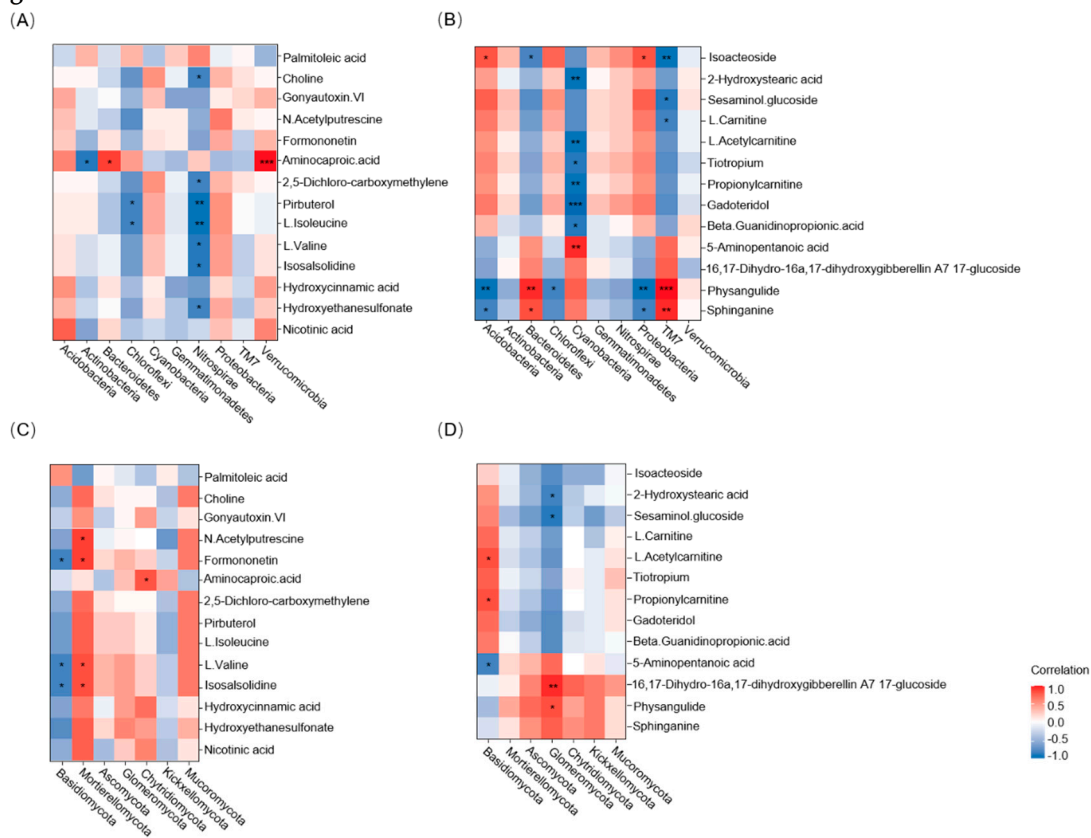 (A)
Palmitoleic acid
Choline
Gonyautoxin.VI
N.Acetylputrescine
Formononetin
Aminocaproic.acid
2,5-Dichloro-carboxymethylene
Pirbuterol
L.Isoleucine
L.Valine
Isosalsolidine
Hydroxycinnamic acid
Hydroxyethanesulfonate
Nicotinic acid
Acidobacteria
Actinobacteria
Bacteroidetes
Chloroflexi
Cyanobacteria
Gemmatimonadetes
Nitrospirae
Proteobacteria
TM7
Verrucomicrobia
(B)
Isoacteoside
2-Hydroxystearic acid
Sesaminol.glucoside
L.Carnitine
L.Acetylcarnitine
Tiotropium
Propionylcarnitine
Gadoteridol
Beta.Guanidinopropionic.acid
5-Aminopentanoic acid
16,17-Dihydro-16a,17-dihydroxygibberellin A7 17-glucoside
Physangulide
Sphinganine
Acidobacteria
Actinobacteria
Bacteroidetes
Chloroflexi
Cyanobacteria
Gemmatimonadetes
Nitrospirae
Proteobacteria
TM7
Verrucomicrobia
(C)
Palmitoleic acid
Choline
Gonyautoxin.VI
N.Acetylputrescine
Formononetin
Aminocaproic.acid
2,5-Dichloro-carboxymethylene
Pirbuterol
L.Isoleucine
L.Valine
Isosalsolidine
Hydroxycinnamic acid
Hydroxyethanesulfonate
Nicotinic acid
Basidiomycota
Mortierellomycota
Ascomycota
Glomeromycota
Chytridiomycota
Kickxellomycota
Mucoromycota
(D)
Isoacteoside
2-Hydroxystearic acid
Sesaminol.glucoside
L.Carnitine
L.Acetylcarnitine
Tiotropium
Propionylcarnitine
Gadoteridol
Beta.Guanidinopropionic.acid
5-Aminopentanoic acid
16,17-Dihydro-16a,17-dihydroxygibberellin A7 17-glucoside
Physangulide
Sphinganine
Basidiomycota
Mortierellomycota
Ascomycota
Glomeromycota
Chytridiomycota
Kickxellomycota
Mucoromycota
Correlation
1.0
0.5
0.0
-0.5
-1.0